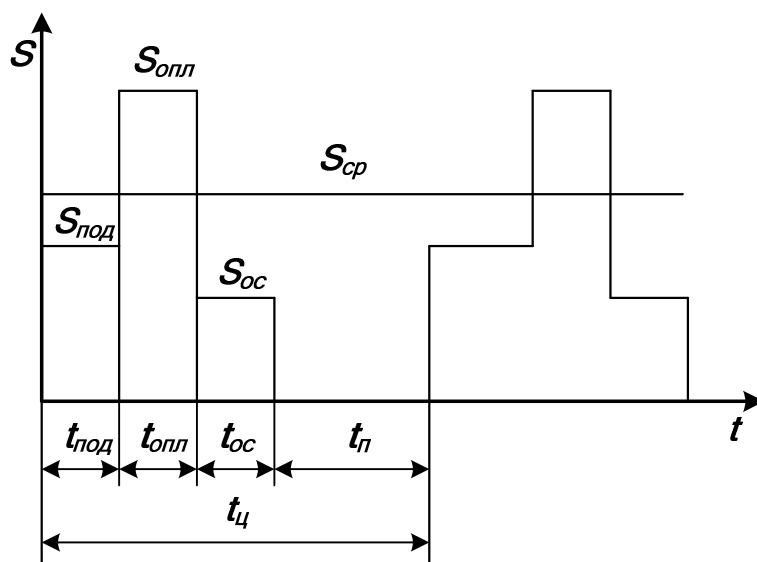 S
Sопл
Sср
Sпод
Sос
t
tпод
tопл
tос
tп
tц